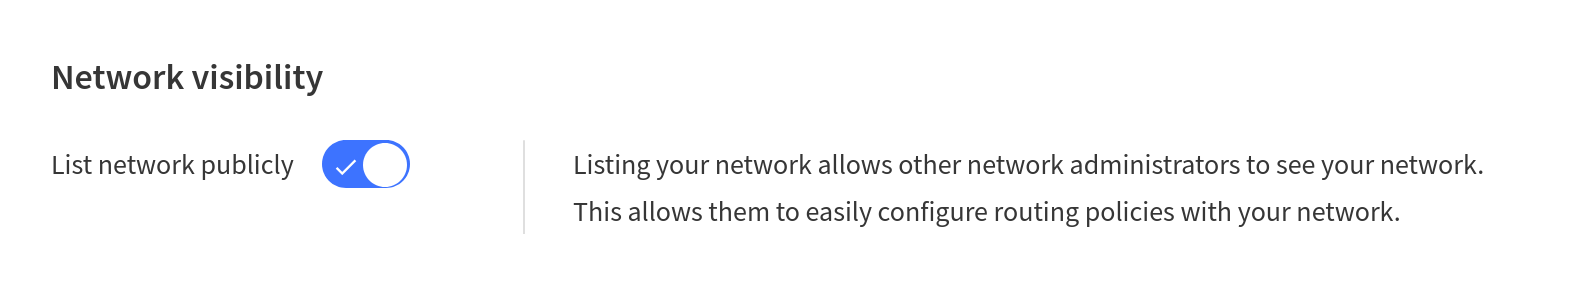 Network visibility
List network publicly
Listing your network allows other network administrators to see your network.
This allows them to easily configure routing policies with your network.